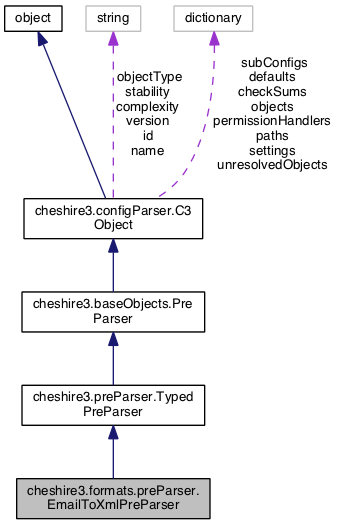 object
string
dictionary
objectType
stability
complexity
version
id
name
subConfigs
defaults
checkSums
objects
permissionHandlers
paths
settings
unresolvedObjects
cheshire3.configParser.C3
Object
cheshire3.baseObjects.Pre
Parser
cheshire3.preParser.Typed
PreParser
cheshire3.formats.preParser.
EmailToXmlPreParser